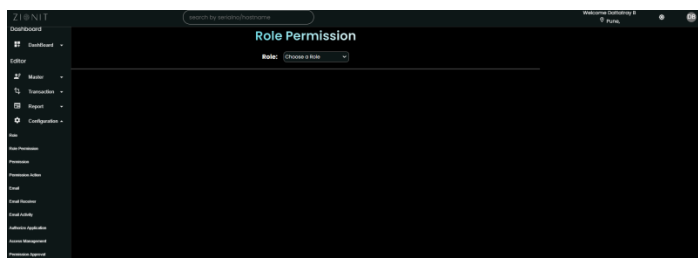 ZIONIT
search by serialno/hostname
Welcome Dattatray B
Pune,
DB
Dashboard
DashBoard
Editor
Master
Transaction
Report
Configuration
Role
Role Permission
Permission
Permission Action
Email
Email Receiver
Email Activity
Authorize Application
Access Management
Permission Approval
Role Permission
Role:
Choose a Role